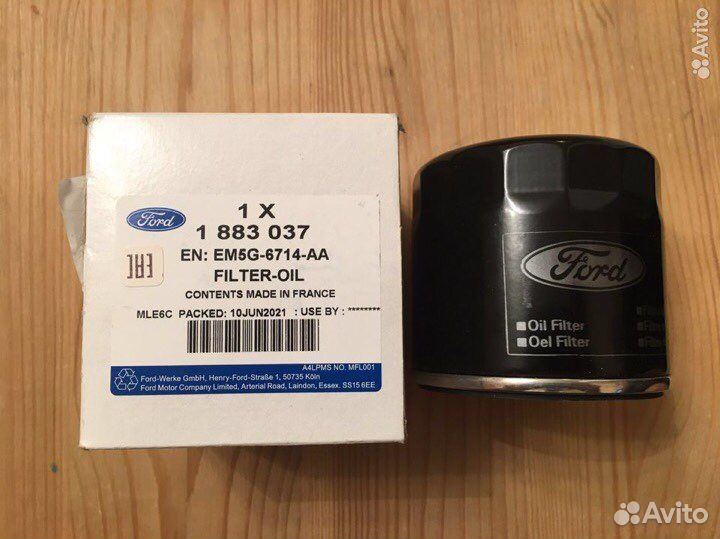 Ford
1 X
1 883 037
EN: EM5G-6714-AA
FILTER-OIL
CONTENTS MADE IN FRANCE
MLE6C PACKED: 10JUN2021 : USE BY : ********
A4LPMS NO. MFL001
Ford-Werke GmbH, Henry-Ford-Straße 1, 50735 Köln
Ford Motor Company Limited, Arterial Road, Laindon, Essex. SS15 6EE
Ford
Oil Filter
Oel Filter
Avito
Avito